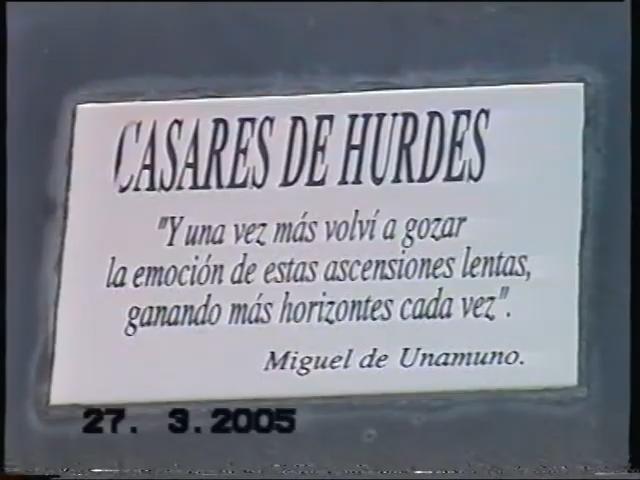 CASARES DE HURDES
"Y una vez más volví a gozar
la emoción de estas ascensiones lentas,
ganando más horizontes cada vez".
Miguel de Unamuno.
27. 3.2005